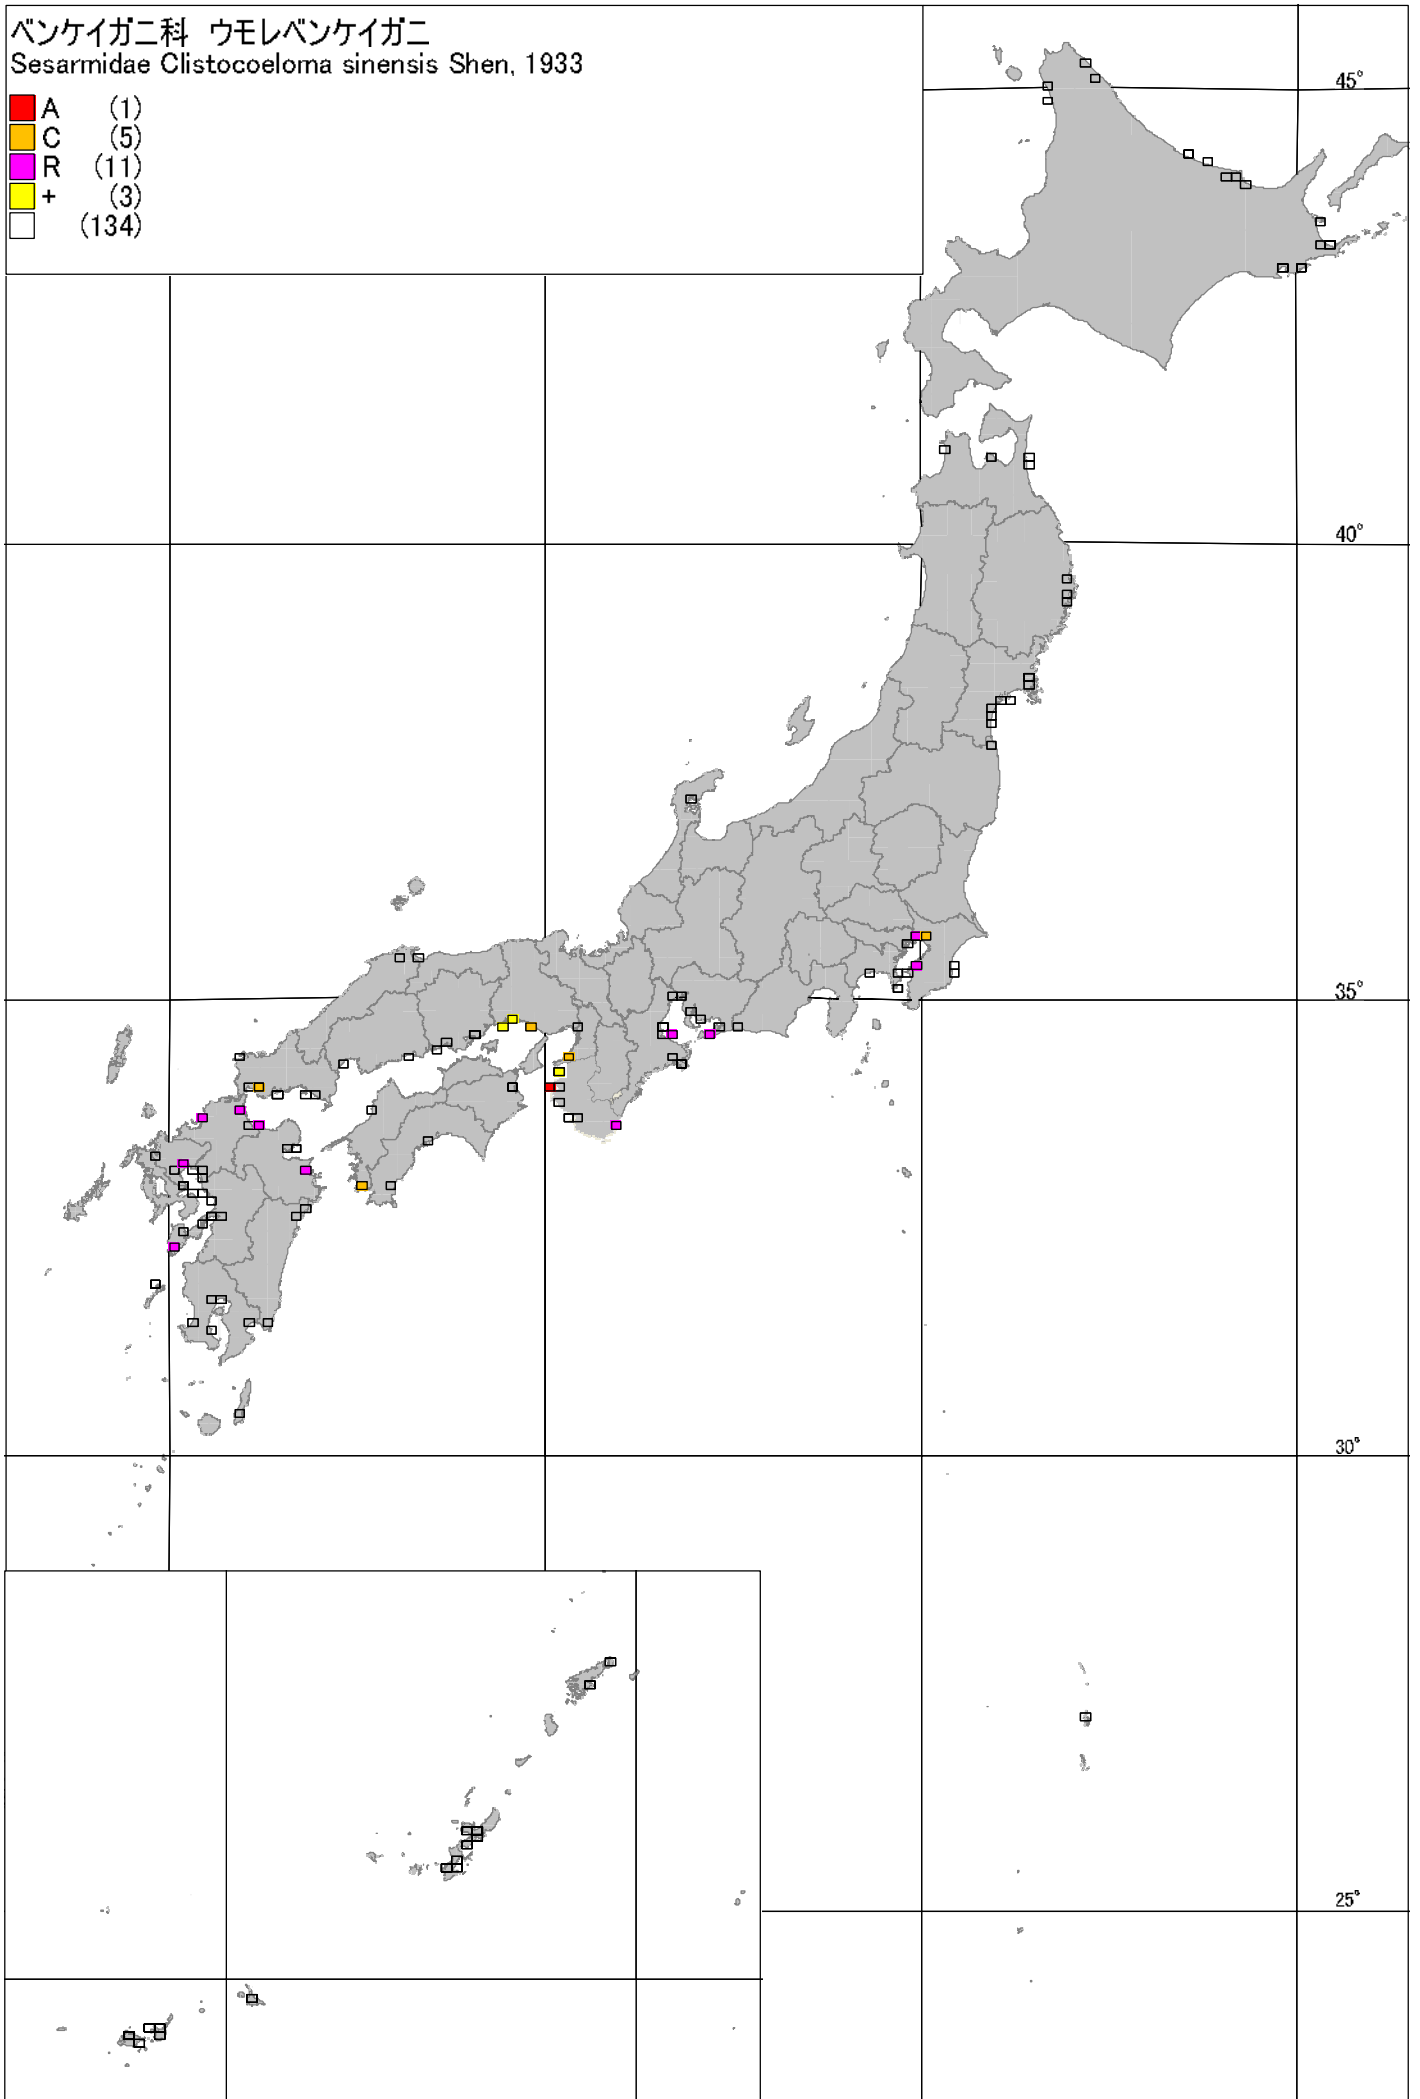 ベンケイガニ科　ウモレベンケイガニ
Sesarmidae Clistocoeloma sinensis Shen, 1933
A (1)
C (5)
R (11)
+ (3)
(134)
45°
40°
35°
30°
25°